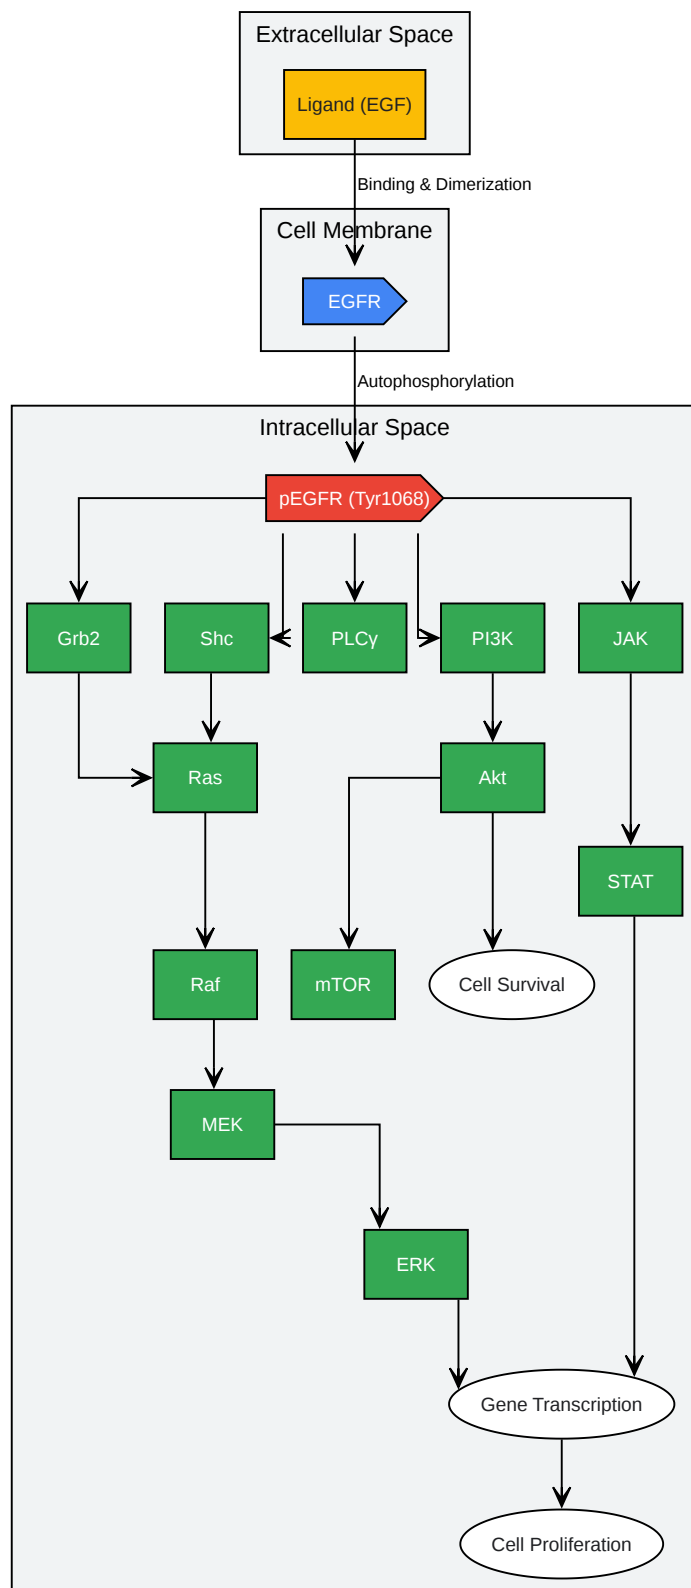 Extracellular Space
Ligand (EGF)
Binding & Dimerization
Cell Membrane
EGFR
Autophosphorylation
Intracellular Space
pEGFR (Tyr1068)
Grb2
Shc
PLCγ
PI3K
JAK
Ras
Akt
STAT
Raf
mTOR
Cell Survival
MEK
ERK
Gene Transcription
Cell Proliferation